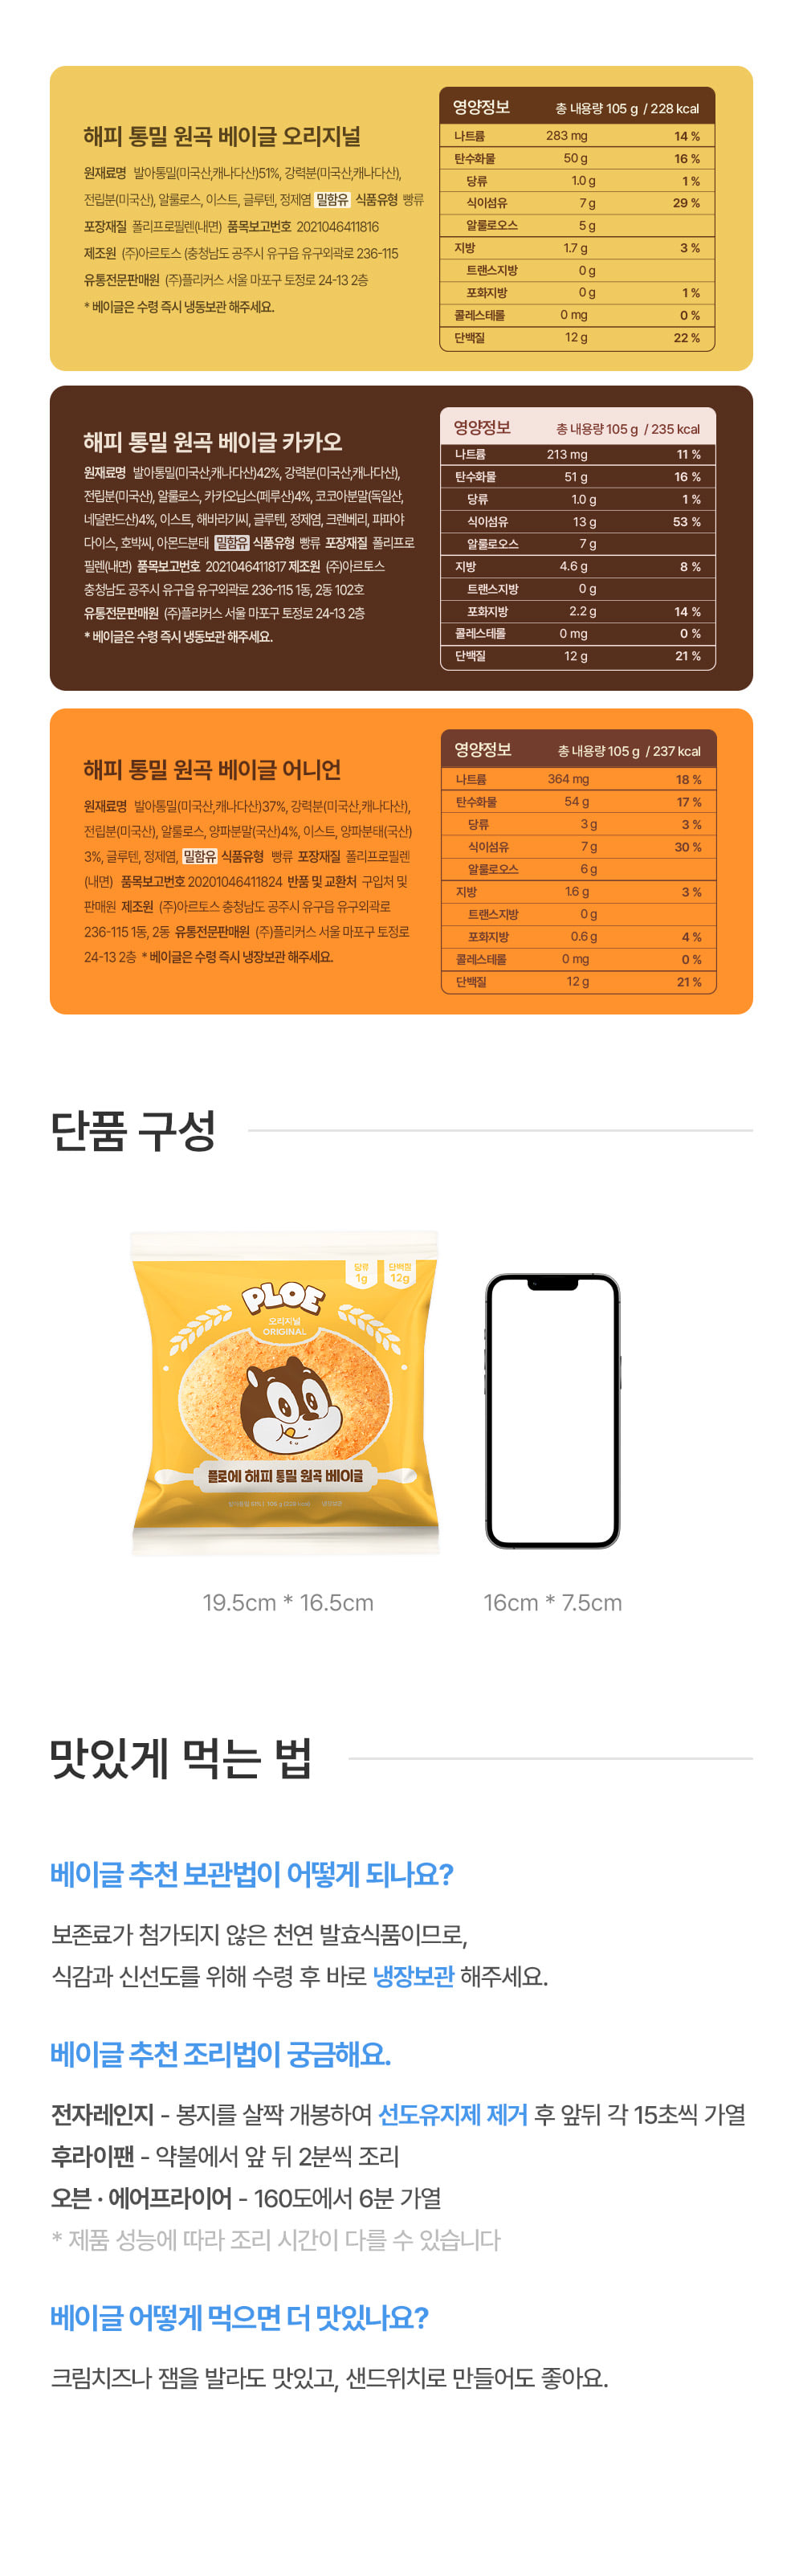 해피 통밀 원곡 베이글 오리지널
원재료명 발아통밀(미국산,캐나다산)51%, 강력분(미국산,캐나다산),
전립분(미국산), 알룰로스, 이스트, 글루텐, 정제염 밀함유 식품유형 빵류
포장재질 폴리프로필렌(내면) 품목보고번호 2021046411816
제조원 (주)아르토스 (충청남도 공주시 유구읍 유구외곽로 236-115
유통전문판매원 (주)플리커스 서울 마포구 토정로 24-13 2층
* 베이글은 수령 즉시 냉동보관 해주세요.
영양정보 총 내용량 105 g / 228 kcal
나트륨 283 mg 14 %
탄수화물 50 g 16 %
당류 1.0 g 1 %
식이섬유 7 g 29 %
알룰로오스 5 g
지방 1.7 g 3 %
트랜스지방 0 g
포화지방 0 g 1 %
콜레스테롤 0 mg 0 %
단백질 12 g 22 %
해피 통밀 원곡 베이글 카카오
원재료명 발아통밀(미국산,캐나다산)42%, 강력분(미국산,캐나다산),
전립분(미국산), 알룰로스, 카카오닙스(페루산)4%, 코코아분말(독일산,
네덜란드산)4%, 이스트, 해바라기씨, 글루텐, 정제염, 크렌베리, 파파야
다이스, 호박씨, 아몬드분태 밀함유 식품유형 빵류 포장재질 폴리프로
필렌(내면) 품목보고번호 2021046411817 제조원 (주)아르토스
충청남도 공주시 유구읍 유구외곽로 236-115 1동, 2동 102호
유통전문판매원 (주)플리커스 서울 마포구 토정로 24-13 2층
* 베이글은 수령 즉시 냉동보관 해주세요.
영양정보 총 내용량 105 g / 235 kcal
나트륨 213 mg 11 %
탄수화물 51 g 16 %
당류 1.0 g 1 %
식이섬유 13 g 53 %
알룰로오스 7 g
지방 4.6 g 8 %
트랜스지방 0 g
포화지방 2.2 g 14 %
콜레스테롤 0 mg 0 %
단백질 12 g 21 %
해피 통밀 원곡 베이글 어니언
원재료명 발아통밀(미국산,캐나다산)37%, 강력분(미국산,캐나다산),
전립분(미국산), 알룰로스, 양파분말(국산)4%, 이스트, 양파분태(국산)
3%, 글루텐, 정제염, 밀함유 식품유형 빵류 포장재질 폴리프로필렌
(내면) 품목보고번호 20201046411824 반품 및 교환처 구입처 및
판매원 제조원 (주)아르토스 충청남도 공주시 유구읍 유구외곽로
236-115 1동, 2동 유통전문판매원 (주)플리커스 서울 마포구 토정로
24-13 2층 * 베이글은 수령 즉시 냉장보관 해주세요.
영양정보 총 내용량 105 g / 237 kcal
나트륨 364 mg 18 %
탄수화물 54 g 17 %
당류 3 g 3 %
식이섬유 7 g 30 %
알룰로오스 6 g
지방 1.6 g 3 %
트랜스지방 0 g
포화지방 0.6 g 4 %
콜레스테롤 0 mg 0 %
단백질 12 g 21 %
단품 구성
당류 단백질
1g 12g
PLOE
오리지널
ORIGINAL
플로에 해피 통밀 원곡 베이글
19.5cm * 16.5cm
16cm * 7.5cm
맛있게 먹는 법
베이글 추천 보관법이 어떻게 되나요?
보존료가 첨가되지 않은 천연 발효식품이므로,
식감과 신선도를 위해 수령 후 바로 냉장보관 해주세요.
베이글 추천 조리법이 궁금해요.
전자레인지 - 봉지를 살짝 개봉하여 선도유지제 제거 후 앞뒤 각 15초씩 가열
후라이팬 - 약불에서 앞 뒤 2분씩 조리
오븐 · 에어프라이어 - 160도에서 6분 가열
* 제품 성능에 따라 조리 시간이 다를 수 있습니다
베이글 어떻게 먹으면 더 맛있나요?
크림치즈나 잼을 발라도 맛있고, 샌드위치로 만들어도 좋아요.